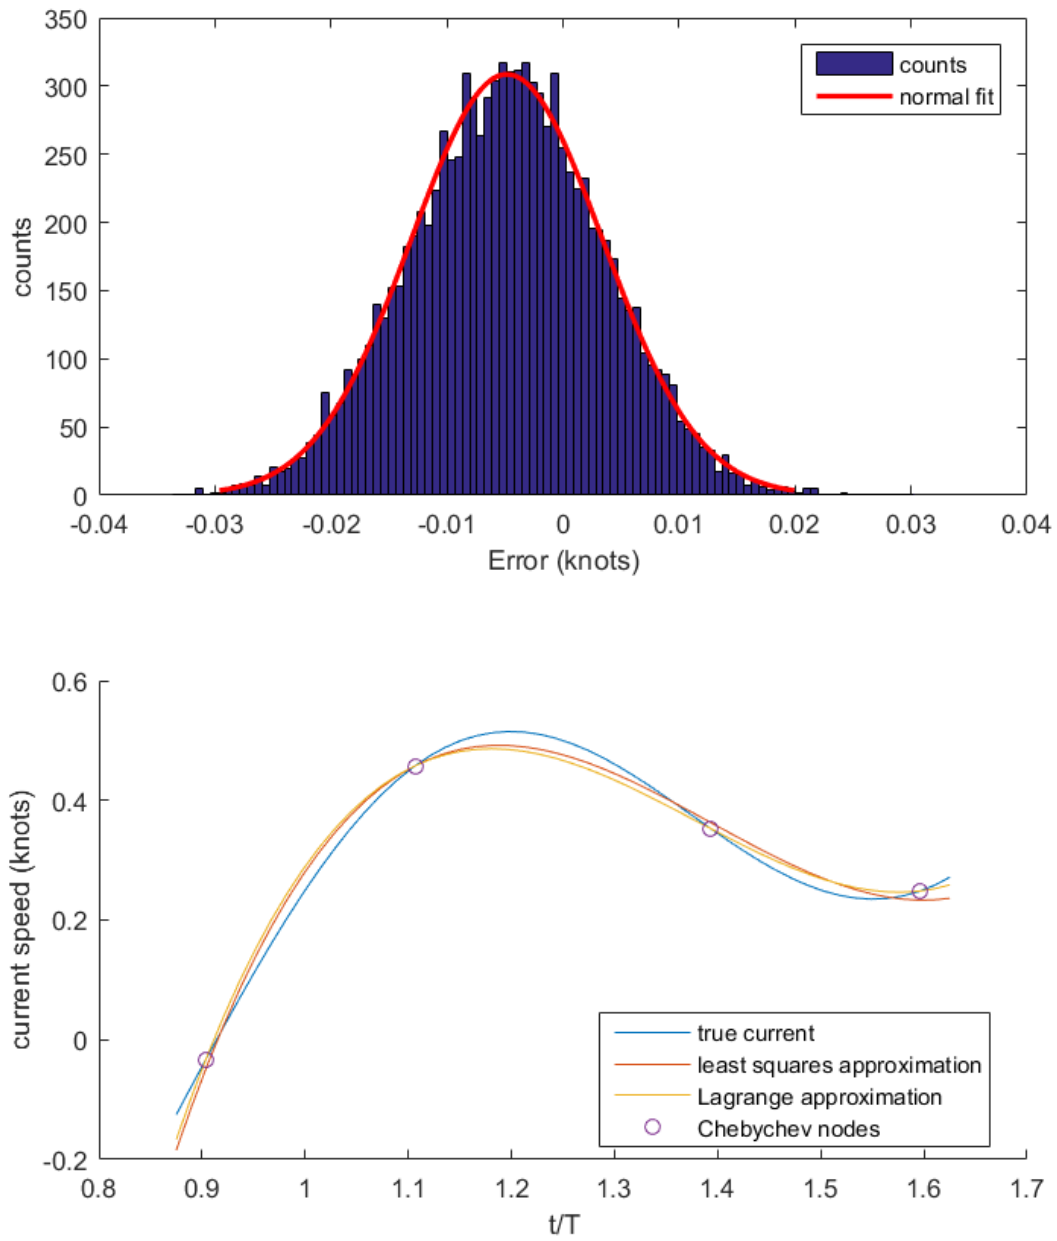 350
300
250
200
150
100
50
0
counts
counts
normal fit
-0.04 -0.03 -0.02 -0.01 0 0.01 0.02 0.03 0.04
Error (knots)
0.6
0.4
0.2
0
-0.2
current speed (knots)
true current
least squares approximation
Lagrange approximation
Chebychev nodes
0.8 0.9 1 1.1 1.2 1.3 1.4 1.5 1.6 1.7
t/T